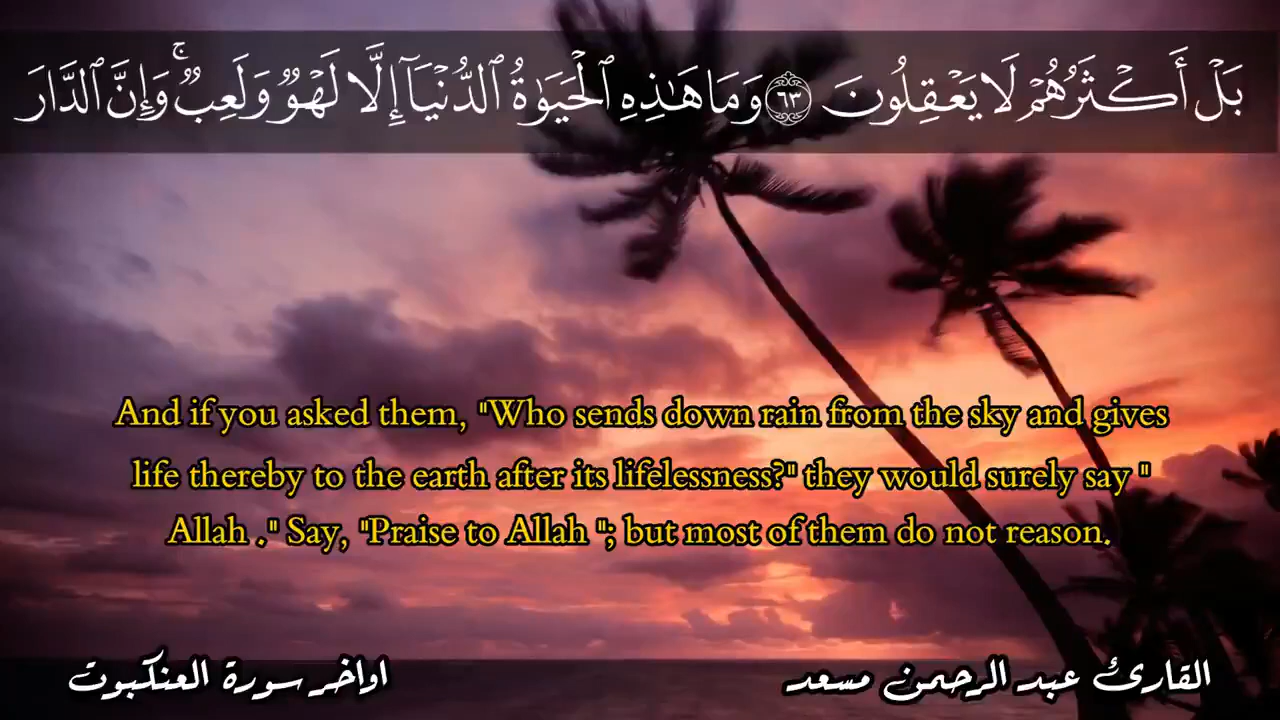 بَلۡ أَكۡثَرُهُمۡ لَا يَعۡقِلُونَ ٦٣ وَمَا هَٰذِهِ ٱلۡحَيَوٰةُ ٱلدُّنۡيَآ إِلَّا لَهۡوٞ وَلَعِبٞۚ وَإِنَّ ٱلدَّارَ
And if you asked them, "Who sends down rain from the sky and gives
life thereby to the earth after its lifelessness?" they would surely say "
Allah ." Say, "Praise to Allah "; but most of them do not reason.
القارئ عبد الرحمن مسعد
اواخر سورة العنكبوت